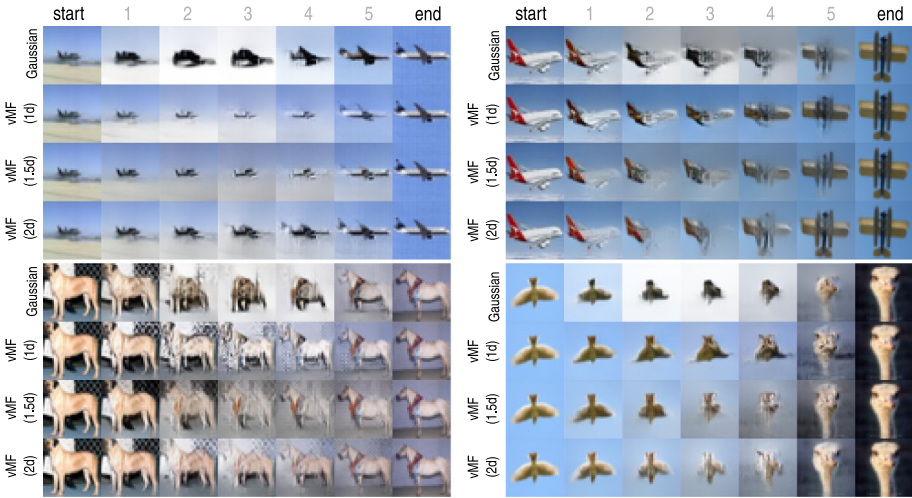 start 1 2 3 4 5 end
start 1 2 3 4 5 end
Gaussian
vMF
(1d)
vMF
(1.5d)
vMF
(2d)
Gaussian
vMF
(1d)
vMF
(1.5d)
vMF
(2d)
Gaussian
vMF
(1d)
vMF
(1.5d)
vMF
(2d)
Gaussian
vMF
(1d)
vMF
(1.5d)
vMF
(2d)